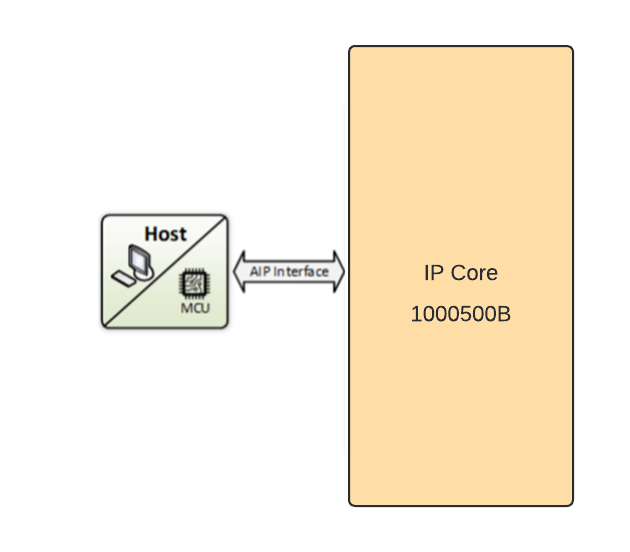 Host
MCU
AIP Interface
IP Core
1000500B